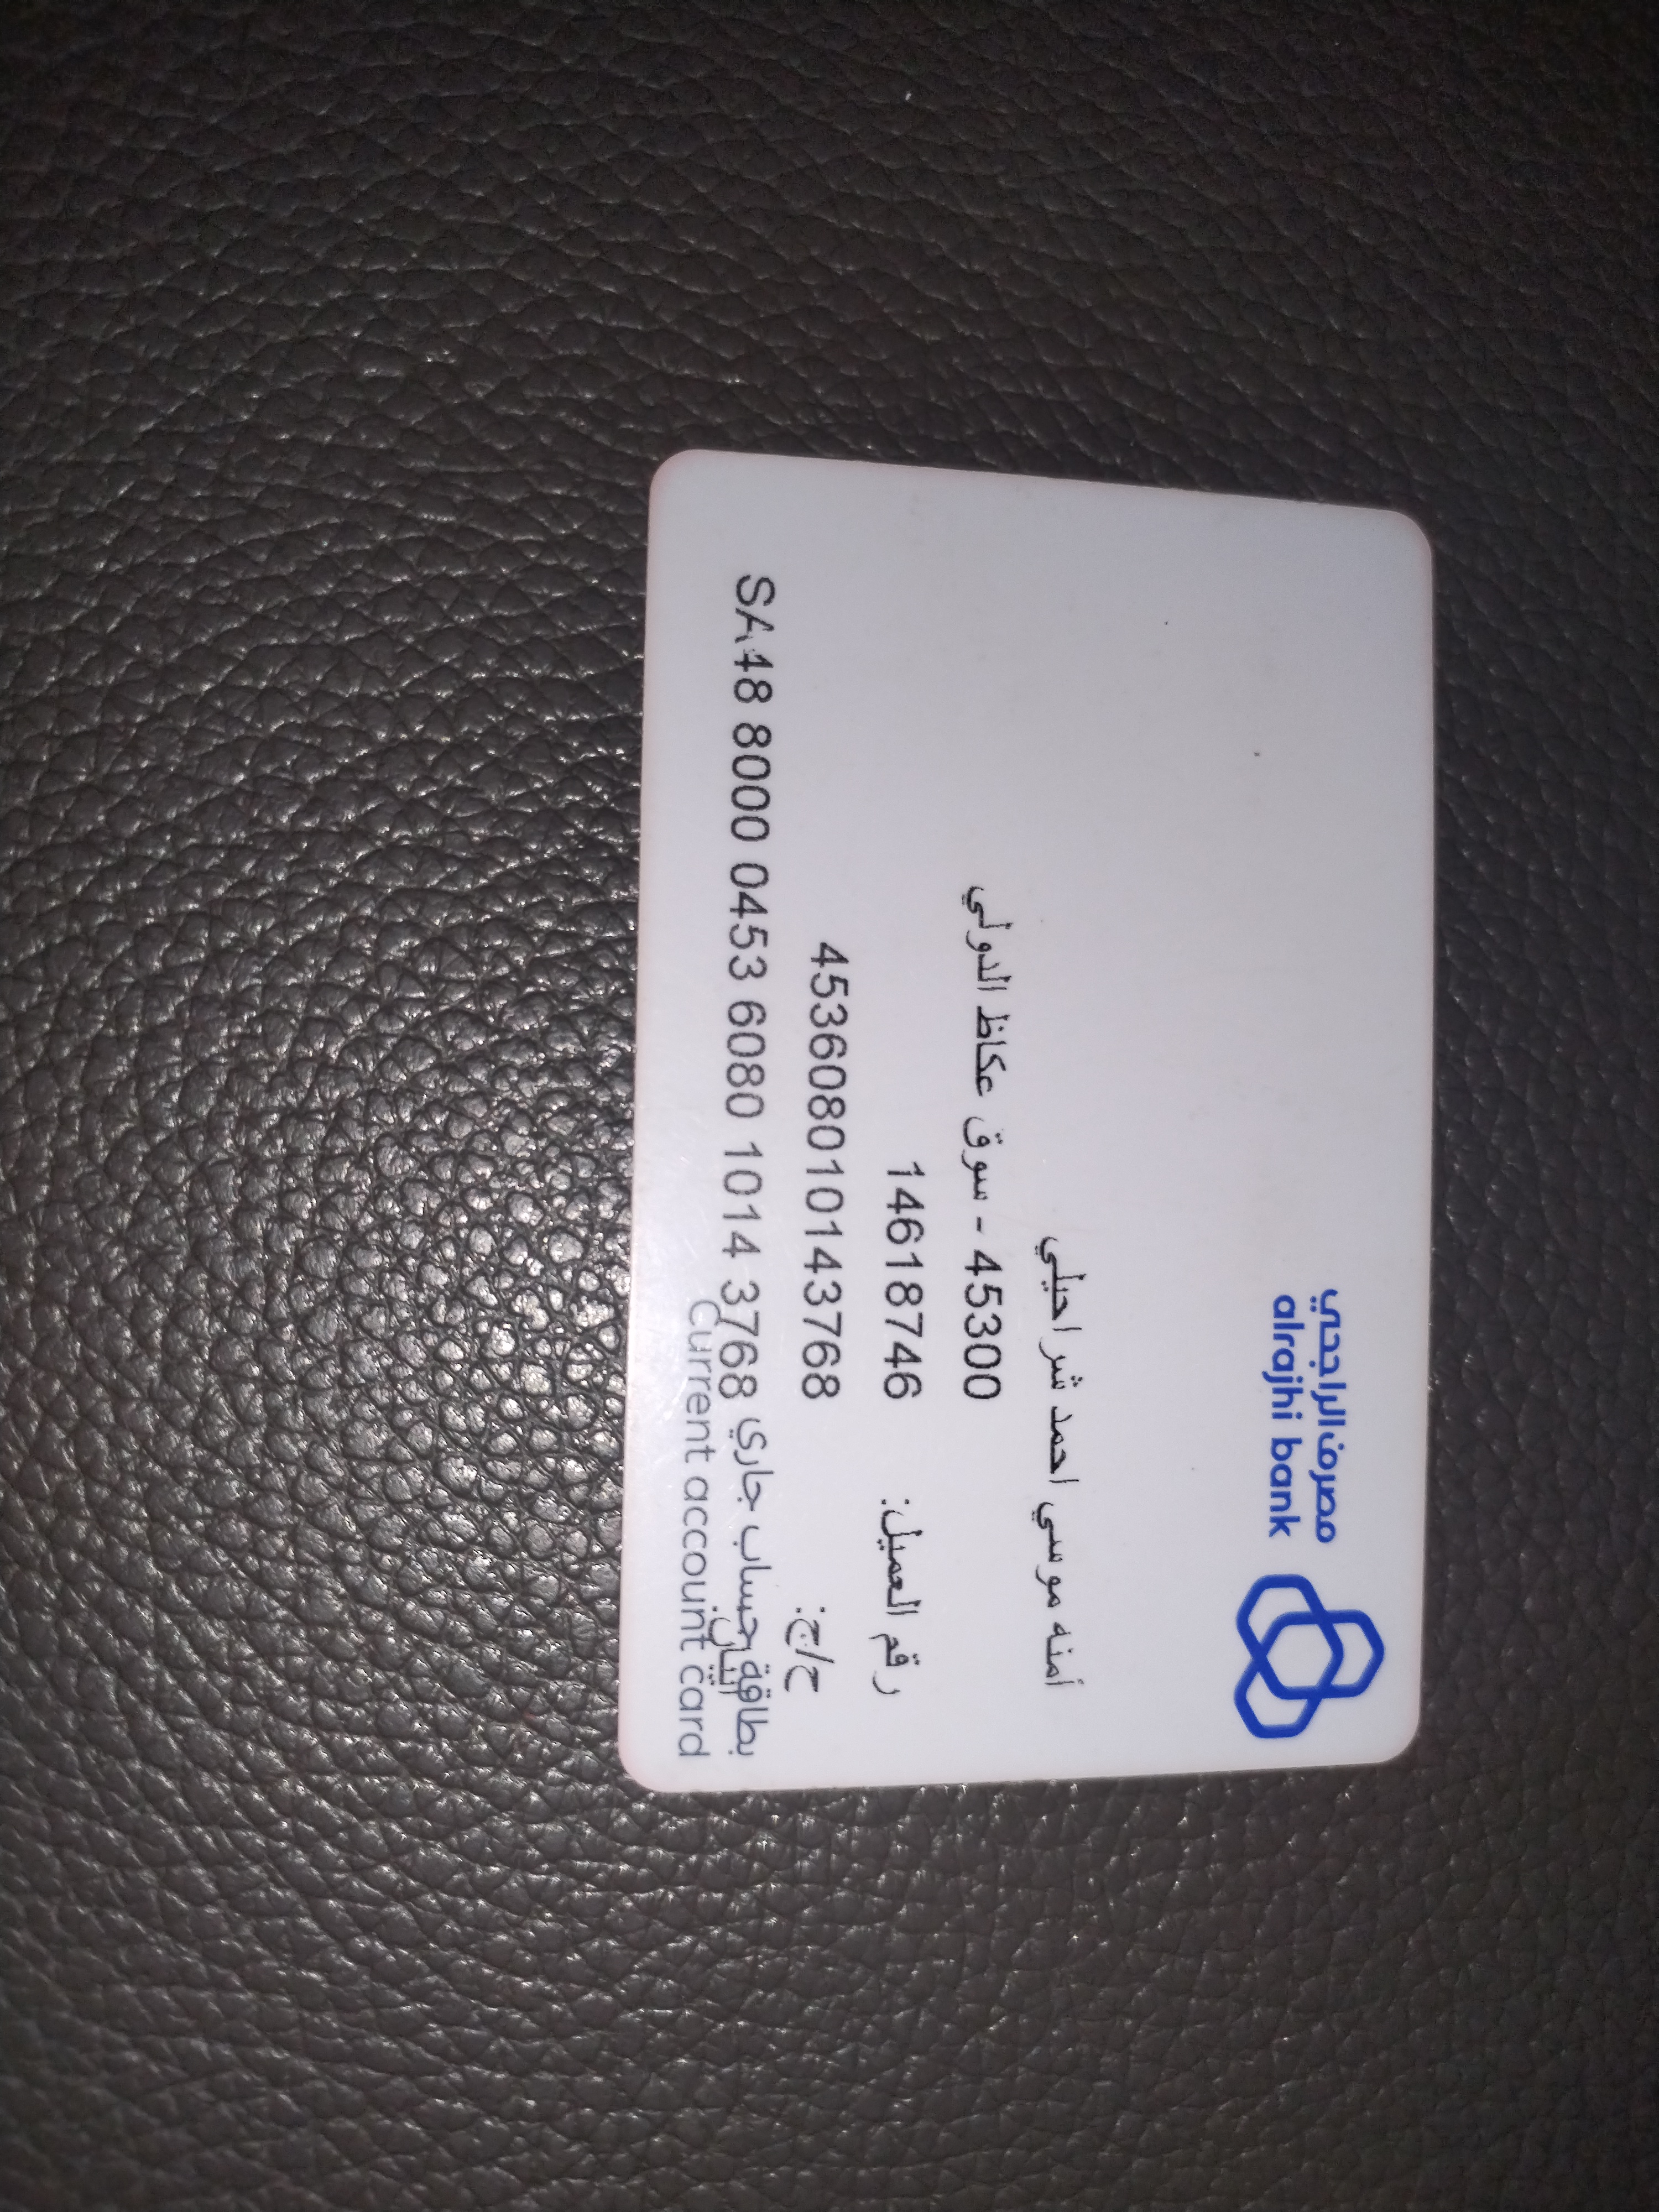 مصرف الراجحي
alrajhi bank
أمنه موسي احمد شراحيلي
45300 - سوق عكاظ الدولي
رقم العميل: 14618746
ح/ج: 453608010143768
SA48 8000 0453 6080 1014 3768
بطاقة حساب جاري
Current account card